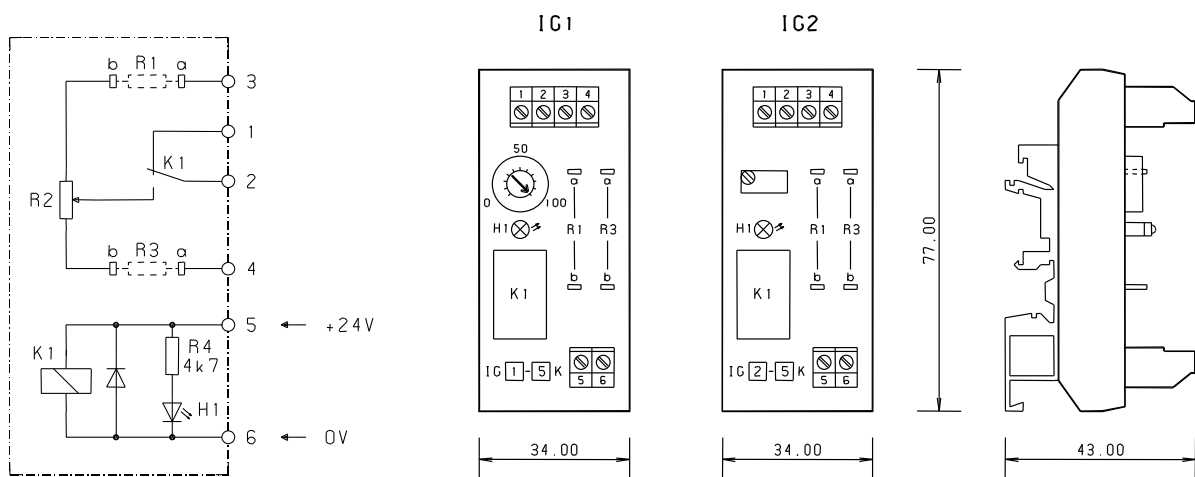 b R1 a 3
1
K1
2
R2
b R3 a 4
5 +24V
K1
R4
4k7
H1
6 0V
IG1
1 2 3 4
50
0 100
a a
H1 R1 R3
b b
K1
IG 1-5 K
5 6
34.00
IG2
1 2 3 4
a a
H1 R1 R3
b b
K1
IG 2-5 K
5 6
34.00
77.00
43.00